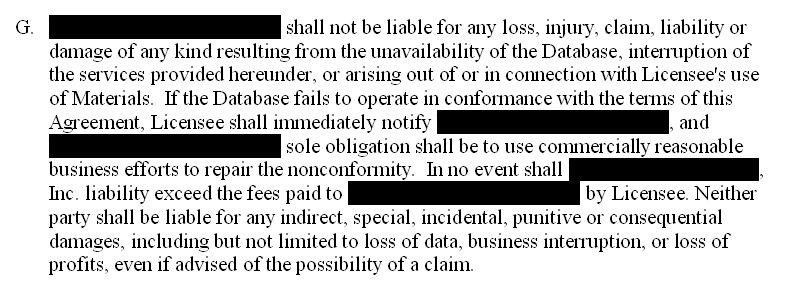 G. shall not be liable for any loss, injury, claim, liability or
damage of any kind resulting from the unavailability of the Database, interruption of
the services provided hereunder, or arising out of or in connection with Licensee's use
of Materials. If the Database fails to operate in conformance with the terms of this
Agreement, Licensee shall immediately notify , and
sole obligation shall be to use commercially reasonable
business efforts to repair the nonconformity. In no event shall ,
Inc. liability exceed the fees paid to by Licensee. Neither
party shall be liable for any indirect, special, incidental, punitive or consequential
damages, including but not limited to loss of data, business interruption, or loss of
profits, even if advised of the possibility of a claim.